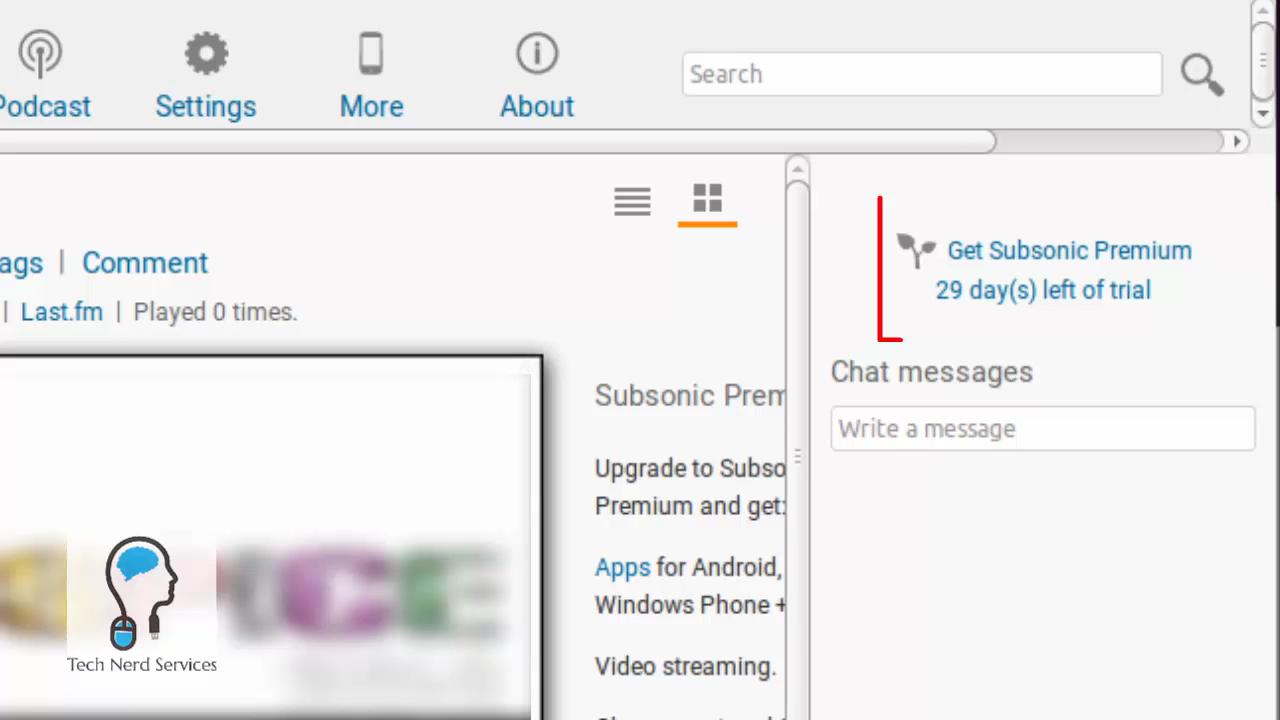 Podcast
Settings
More
About
Search
ags | Comment
| Last.fm | Played 0 times.
Get Subsonic Premium
29 day(s) left of trial
Chat messages
Write a message
Subsonic Prem
Upgrade to Subso
Premium and get:
Apps for Android,
Windows Phone +
Video streaming.
Tech Nerd Services